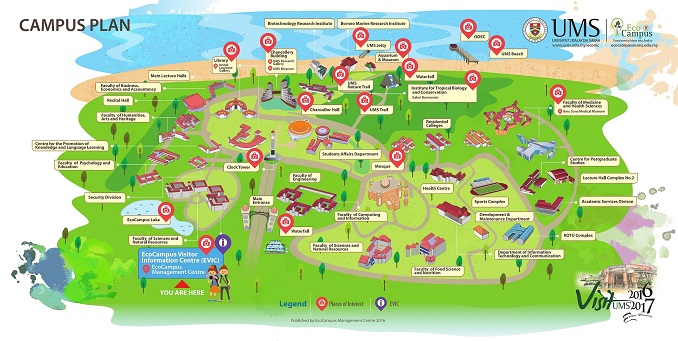 CAMPUS PLAN
Biotechnology Research Institute
Borneo Marine Research Institute
GDEC
UMS
UNIVERSITI MALAYSIA SABAH
www.ums.edu.my
Eco
Campus
ecocampus@ums.edu.my
UMS Jetty
UMS Beach
Chancellory
Building
UMS Research
Gallery
UMS Museum
Library
Aquarium
& Museum
Main Lecture Halls
UMS
Nature Trail
Waterfall
Faculty of Business,
Economics and Accountancy
Institute for Tropical Biology
and Conservation
Recital Hall
Chancellor Hall
UMS Trail
Faculty of Medicine
and Health Sciences
Faculty of Humanities,
Arts and Heritage
Residential
Colleges
Centre for the Promotion of
Knowledge and Language Learning
Students Affairs Department
Centre for Postgraduate
Studies
Faculty of Psychology and
Education
Clock Tower
Mosque
Lecture Hall Complex No.2
Faculty of
Engineering
Health Centre
Security Division
Main
Entrance
Sports Complex
Academic Services Division
EcoCampus Lake
Faculty of Computing
and Information
Development &
Maintenance Department
Waterfall
Faculty of Sciences and
Natural Resources
ROTU Complex
Faculty of Sciences and
Natural Resources
Department of Information
Technology and Communication
EcoCampus Visitor
Information Centre (EVIC)
EcoCampus
Management Centre
Faculty of Food Science
and Nutrition
YOU ARE HERE
Legend
Places of Interest
EVIC
Published by EcoCampus Management Centre 2016
Visit
UMS
2016
2017